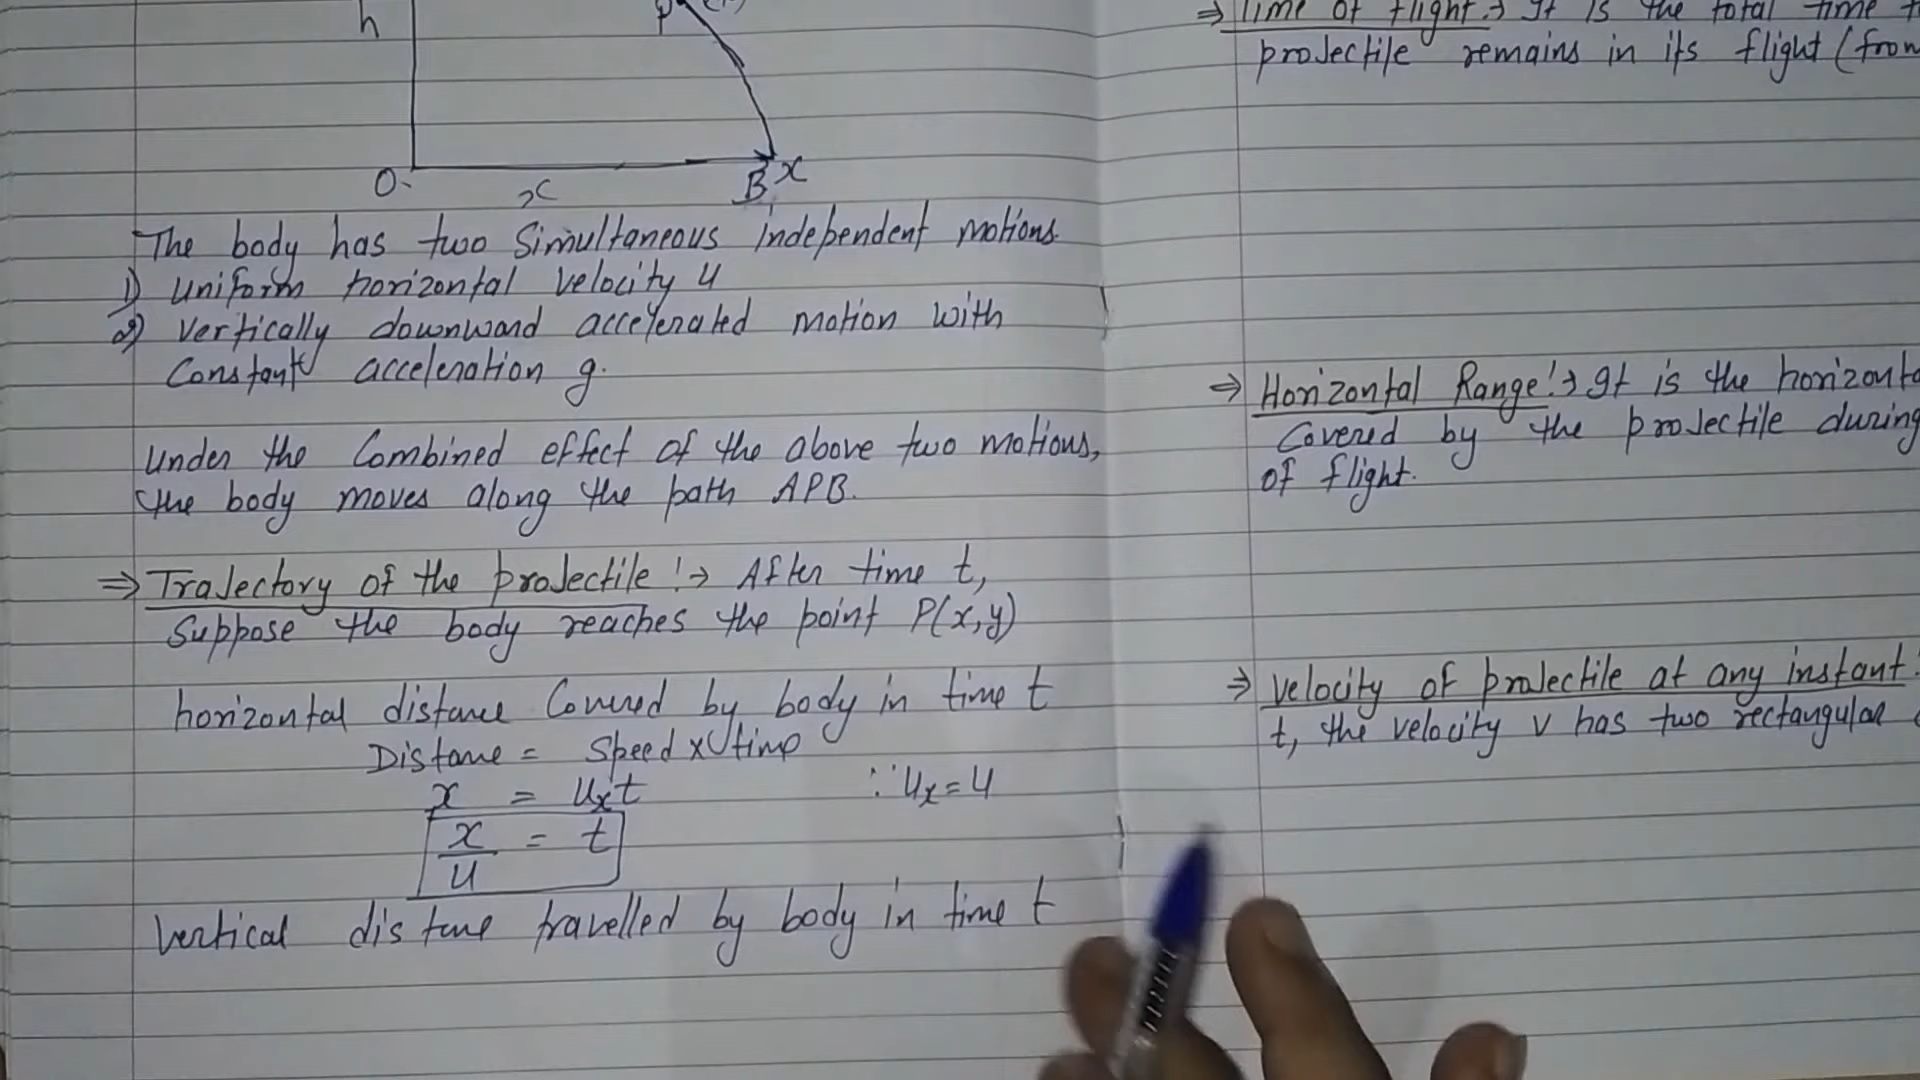 h
P
O.
x
B
X
The body has two simultaneous independent motions.
1) uniform horizontal velocity u
2) vertically downward accelerated motion with
Constant acceleration g.
Under the Combined effect of the above two motions,
the body moves along the path APB.
⇒ Trajectory of the projectile :→ After time t,
Suppose the body reaches the point P(x,y)
horizontal distance Covered by body in time t
Distance = Speed x time
x = uₓt ∵ uₓ = u
x/u = t
Vertical distance travelled by body in time t
⇒ Time of flight :→ It is the total time
projectile remains in its flight (from
⇒ Horizontal Range :→ It is the
Covered by the projectile during
of flight.
⇒ Velocity of projectile at any instant
t, the velocity v has two rectangular